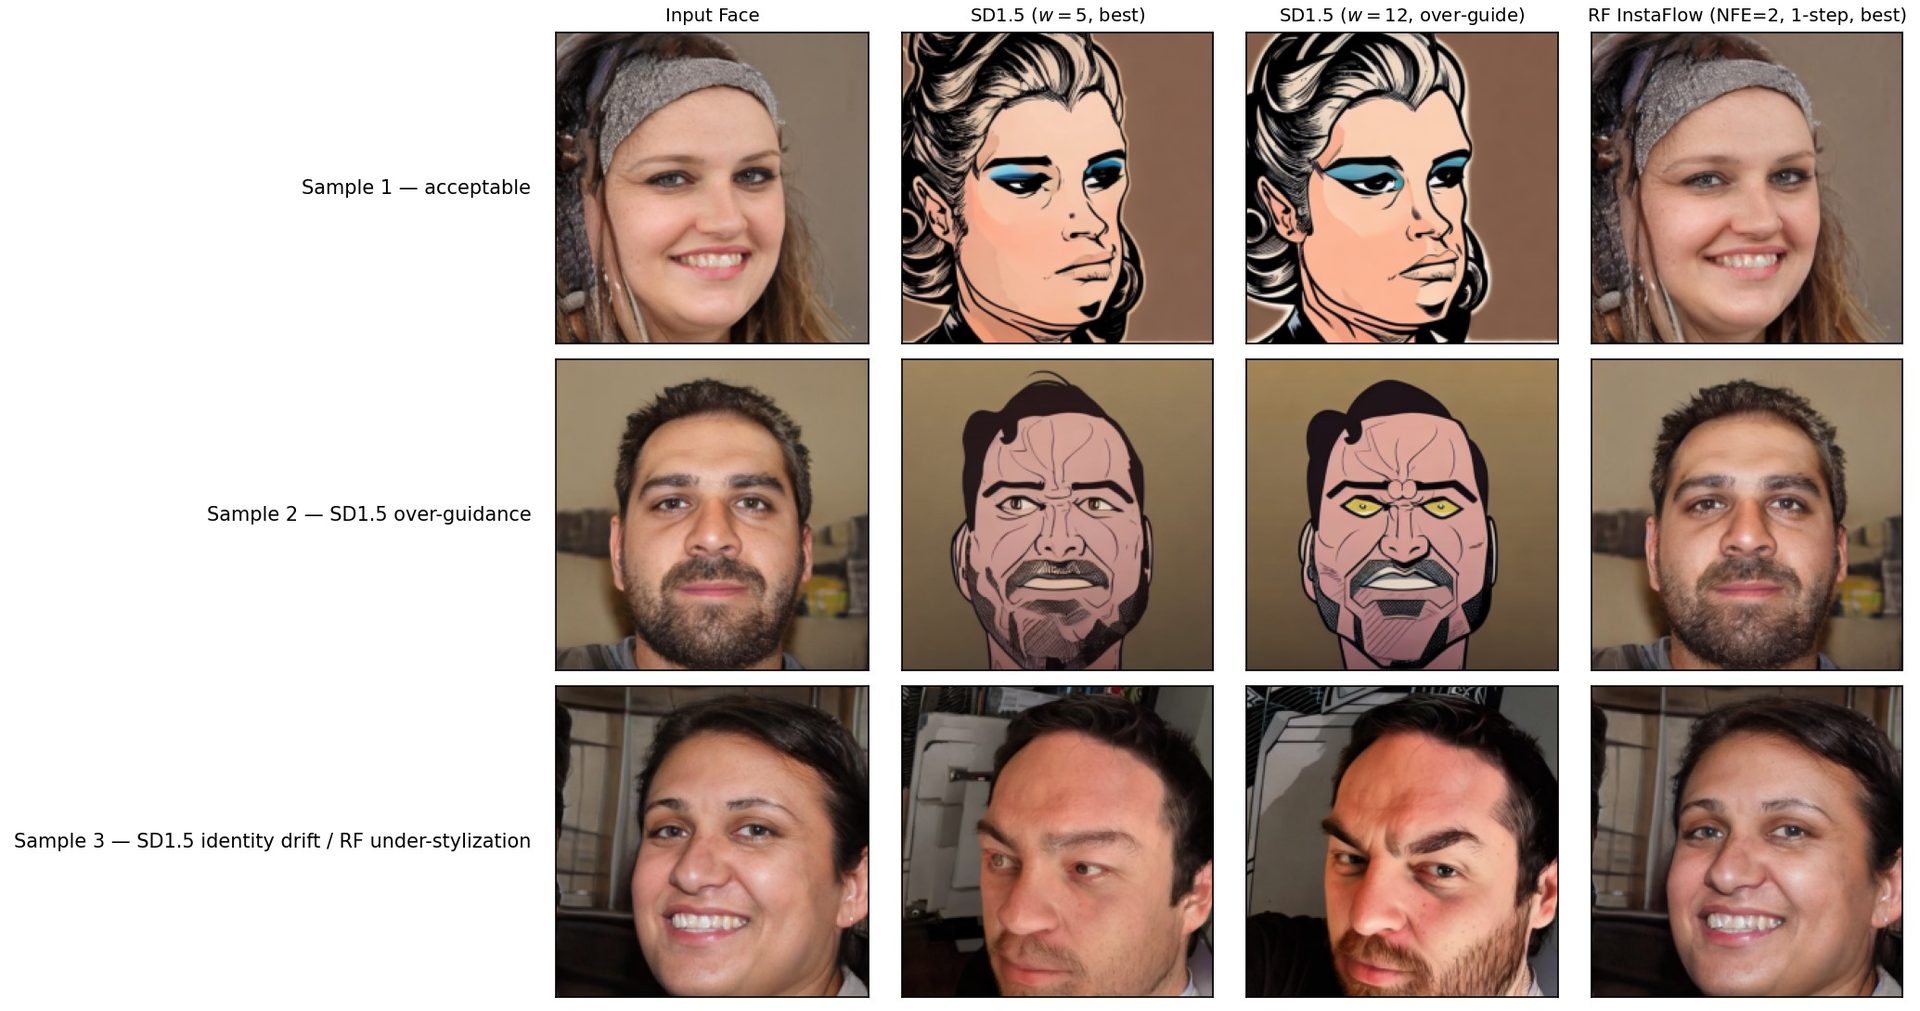 Input Face
SD1.5 (w = 5, best)
SD1.5 (w = 12, over-guide)
RF InstaFlow (NFE=2, 1-step, best)
Sample 1 — acceptable
Sample 2 — SD1.5 over-guidance
Sample 3 — SD1.5 identity drift / RF under-stylization